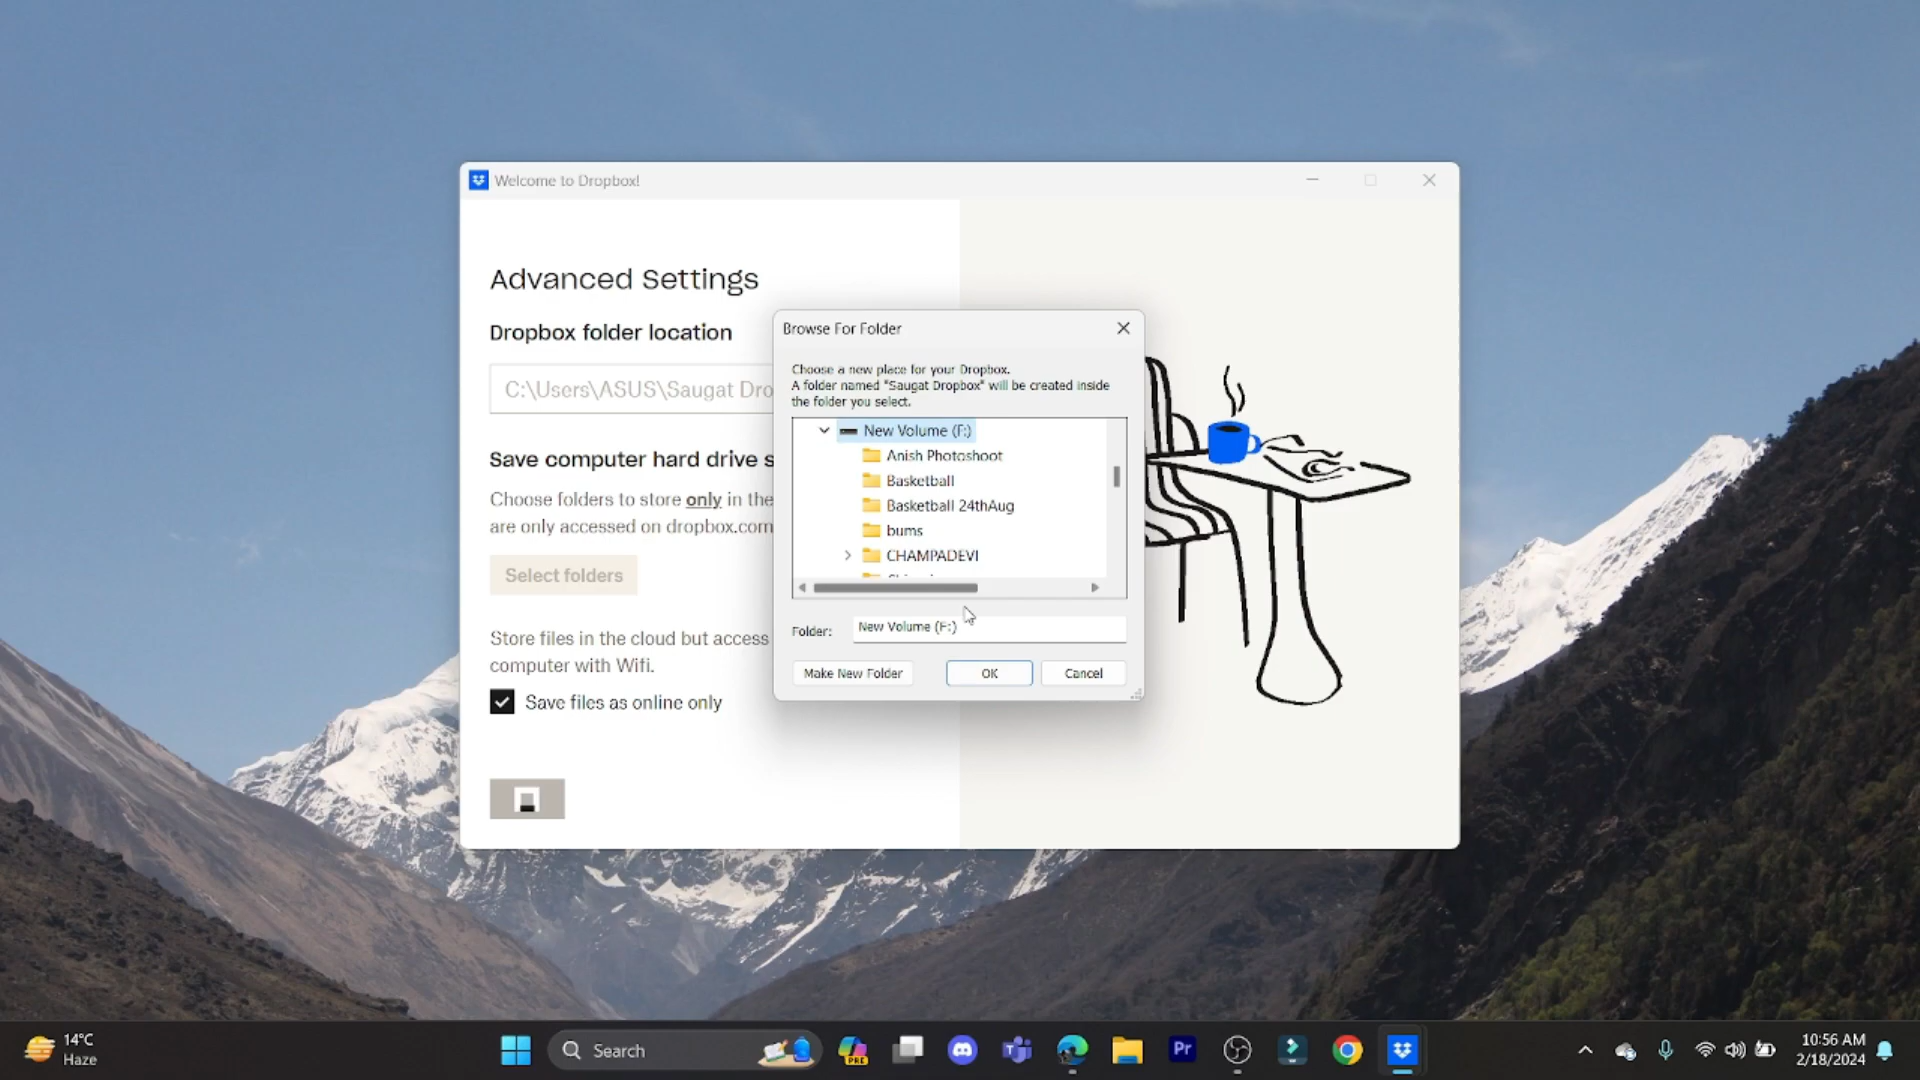 Welcome to Dropbox!
Advanced Settings
Dropbox folder location
C:\Users\ASUS\Saugat Dro
Save computer hard drive s
Choose folders to store only in the
are only accessed on dropbox.com
Select folders
Store files in the cloud but access
computer with Wifi.
Save files as online only
Browse For Folder
Choose a new place for your Dropbox.
A folder named "Saugat Dropbox" will be created inside
the folder you select.
New Volume (F:)
Anish Photoshoot
Basketball
Basketball 24thAug
bums
CHAMPADEVI
Folder: New Volume (F:)
Make New Folder OK Cancel
14°C
Haze
Search
PRE
Pr
10:56 AM
2/18/2024